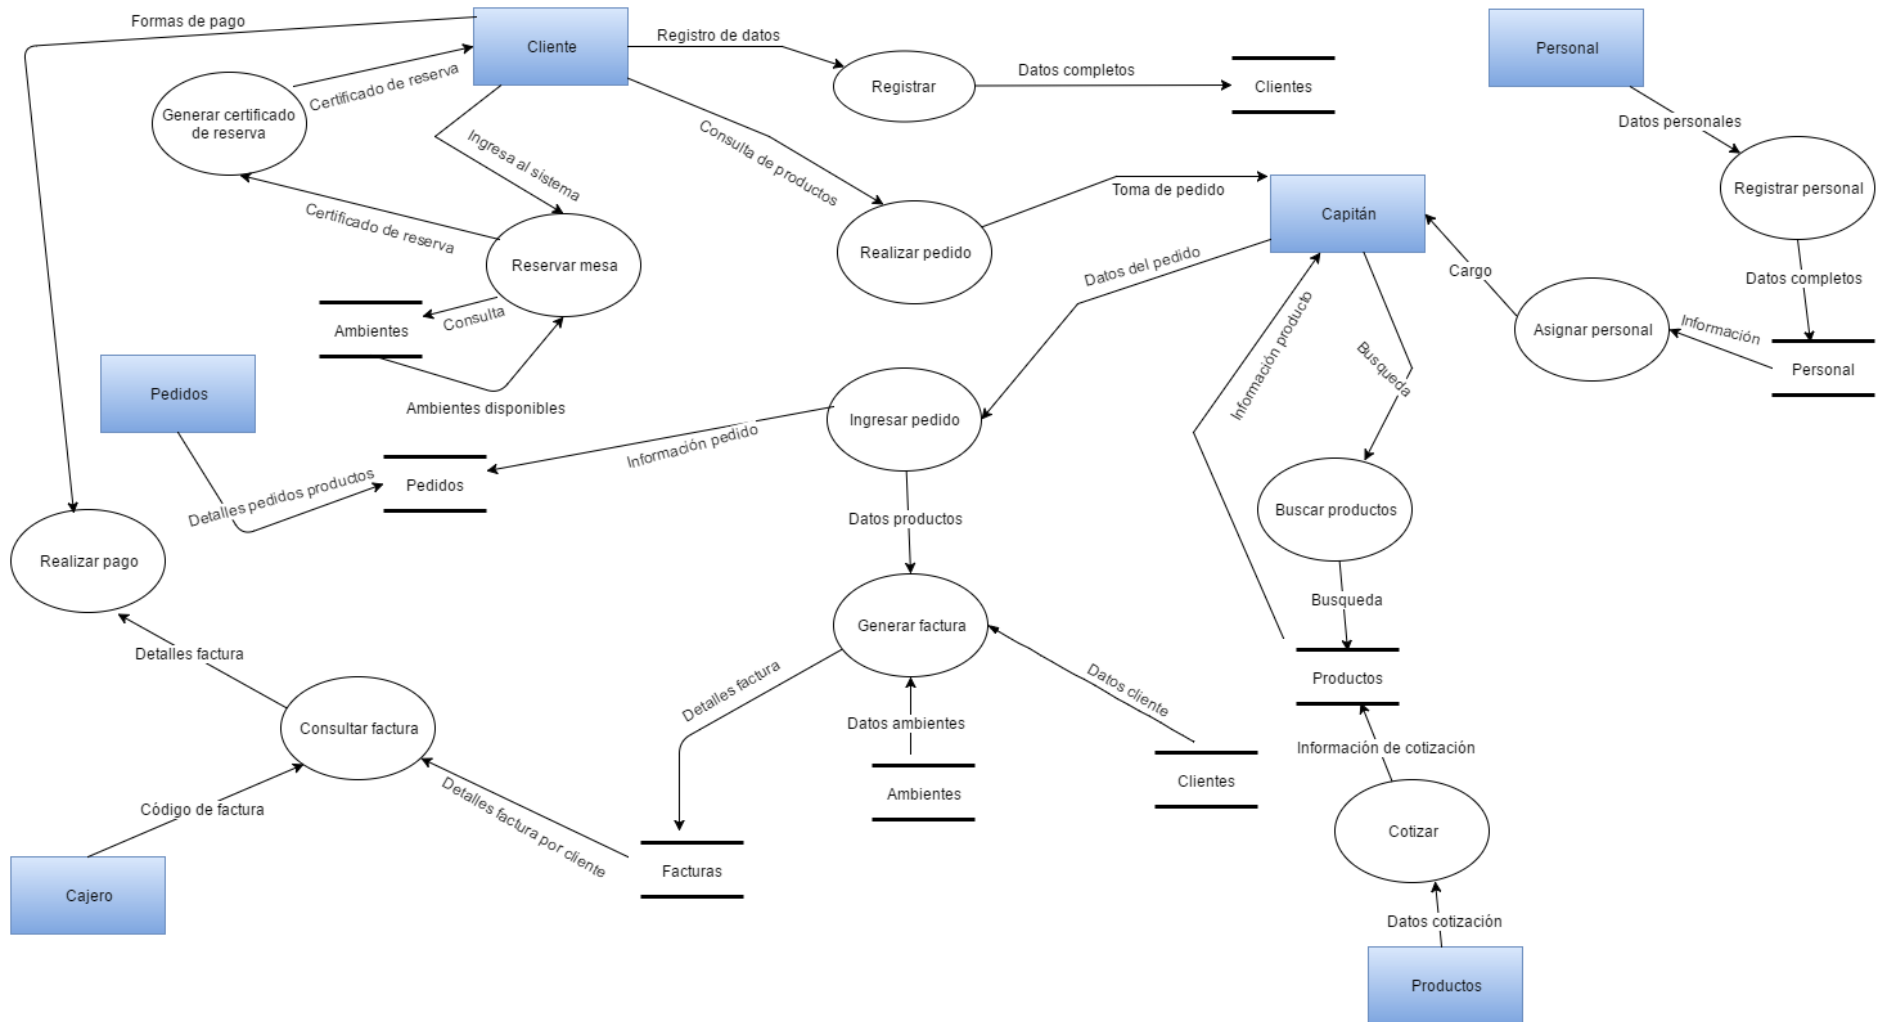 Formas de pago
Cliente
Registro de datos
Personal
Certificado de reserva
Registrar
Datos completos
Clientes
Generar certificado
de reserva
Datos personales
Ingresa al sistema
Consulta de productos
Toma de pedido
Registrar personal
Capitán
Certificado de reserva
Reservar mesa
Realizar pedido
Datos del pedido
Cargo
Datos completos
Ambientes
Consulta
Información producto
Asignar personal
Información
Personal
Pedidos
Busqueda
Ambientes disponibles
Ingresar pedido
Información pedido
Detalles pedidos productos
Pedidos
Datos productos
Buscar productos
Realizar pago
Busqueda
Generar factura
Detalles factura
Detalles factura
Datos cliente
Productos
Consultar factura
Datos ambientes
Información de cotización
Código de factura
Detalles factura por cliente
Ambientes
Clientes
Cotizar
Cajero
Facturas
Datos cotización
Productos